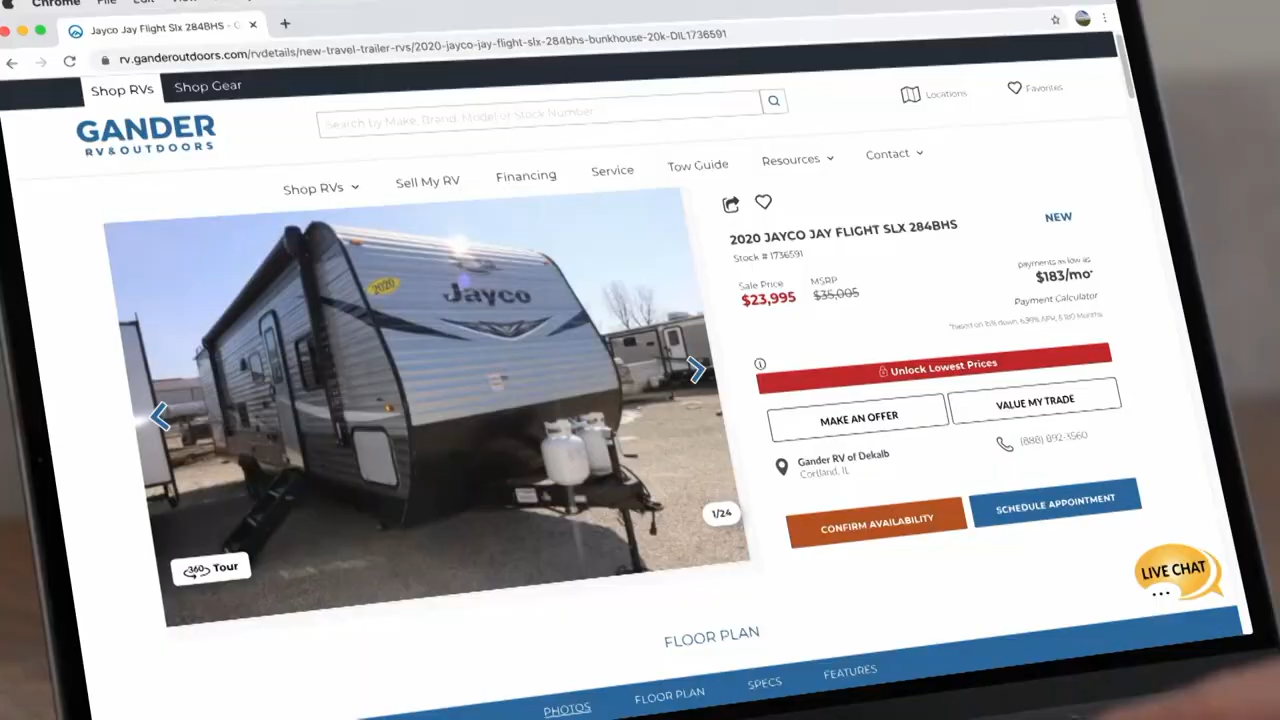 Chrome File Edit
Jayco Jay Flight Slx 284BHS -
rv.ganderoutdoors.com/rvdetails/new-travel-trailer-rvs/2020-jayco-jay-flight-slx-284bhs-bunkhouse-20k-DIL1736591
Shop RVs Shop Gear
GANDER
RV & OUTDOORS
Search by Make, Brand, Model or Stock Number
Locations
Favorites
Shop RVs Sell My RV Financing Service Tow Guide Resources Contact
2020
Jayco
1/24
360 Tour
2020 JAYCO JAY FLIGHT SLX 284BHS
NEW
Stock # 1736591
Sale Price MSRP
$23,995 $35,005
payments as low as
$183/mo*
Payment Calculator
Unlock Lowest Prices
MAKE AN OFFER VALUE MY TRADE
Gander RV of Dekalb
Cortland, IL
(888) 892-3560
CONFIRM AVAILABILITY SCHEDULE APPOINTMENT
LIVE CHAT
FLOOR PLAN
PHOTOS FLOOR PLAN SPECS FEATURES